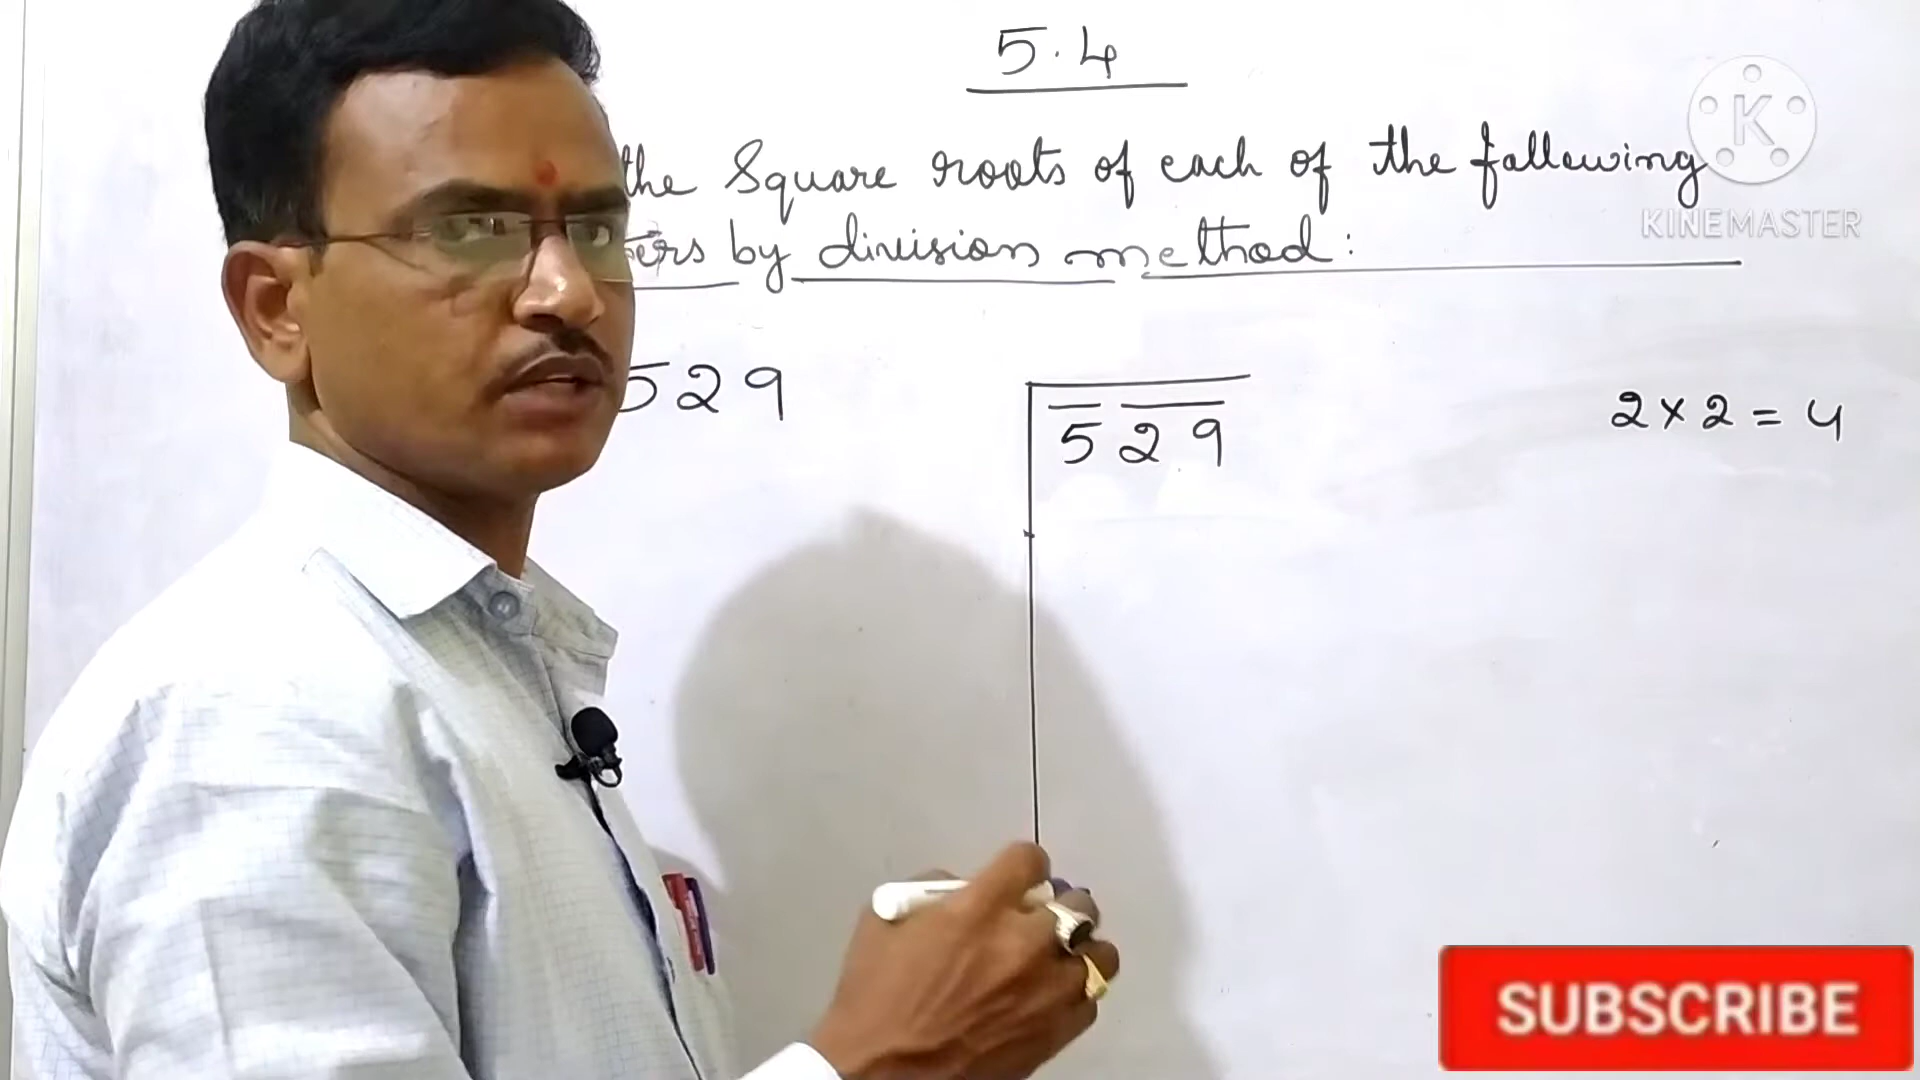 5.4
the Square roots of each of the following
ers by division method:
529
529
2 × 2 = 4
K
KINEMASTER
SUBSCRIBE